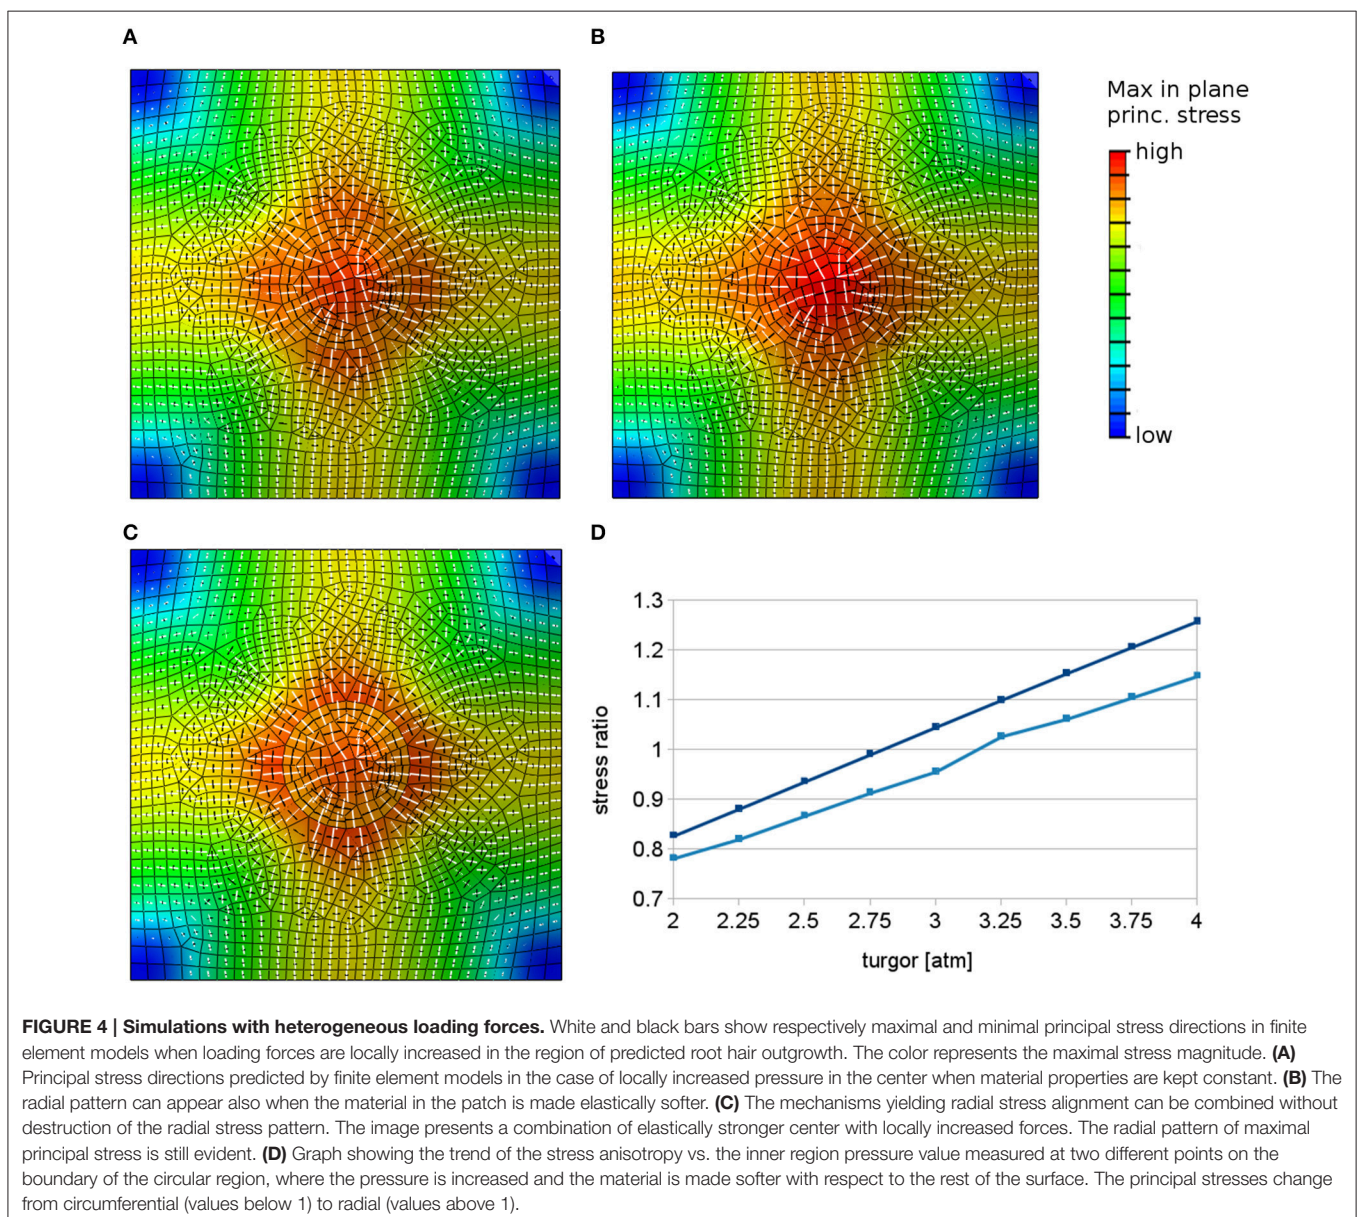 A
B
Max in plane
princ. stress
high
low
C
D
1.3
1.2
1.1
1
0.9
0.8
0.7
stress ratio
2 2.25 2.5 2.75 3 3.25 3.5 3.75 4
turgor [atm]
FIGURE 4 | Simulations with heterogeneous loading forces. White and black bars show respectively maximal and minimal principal stress directions in finite
element models when loading forces are locally increased in the region of predicted root hair outgrowth. The color represents the maximal stress magnitude. (A)
Principal stress directions predicted by finite element models in the case of locally increased pressure in the center when material properties are kept constant. (B) The
radial pattern can appear also when the material in the patch is made elastically softer. (C) The mechanisms yielding radial stress alignment can be combined without
destruction of the radial stress pattern. The image presents a combination of elastically stronger center with locally increased forces. The radial pattern of maximal
principal stress is still evident. (D) Graph showing the trend of the stress anisotropy vs. the inner region pressure value measured at two different points on the
boundary of the circular region, where the pressure is increased and the material is made softer with respect to the rest of the surface. The principal stresses change
from circumferential (values below 1) to radial (values above 1).